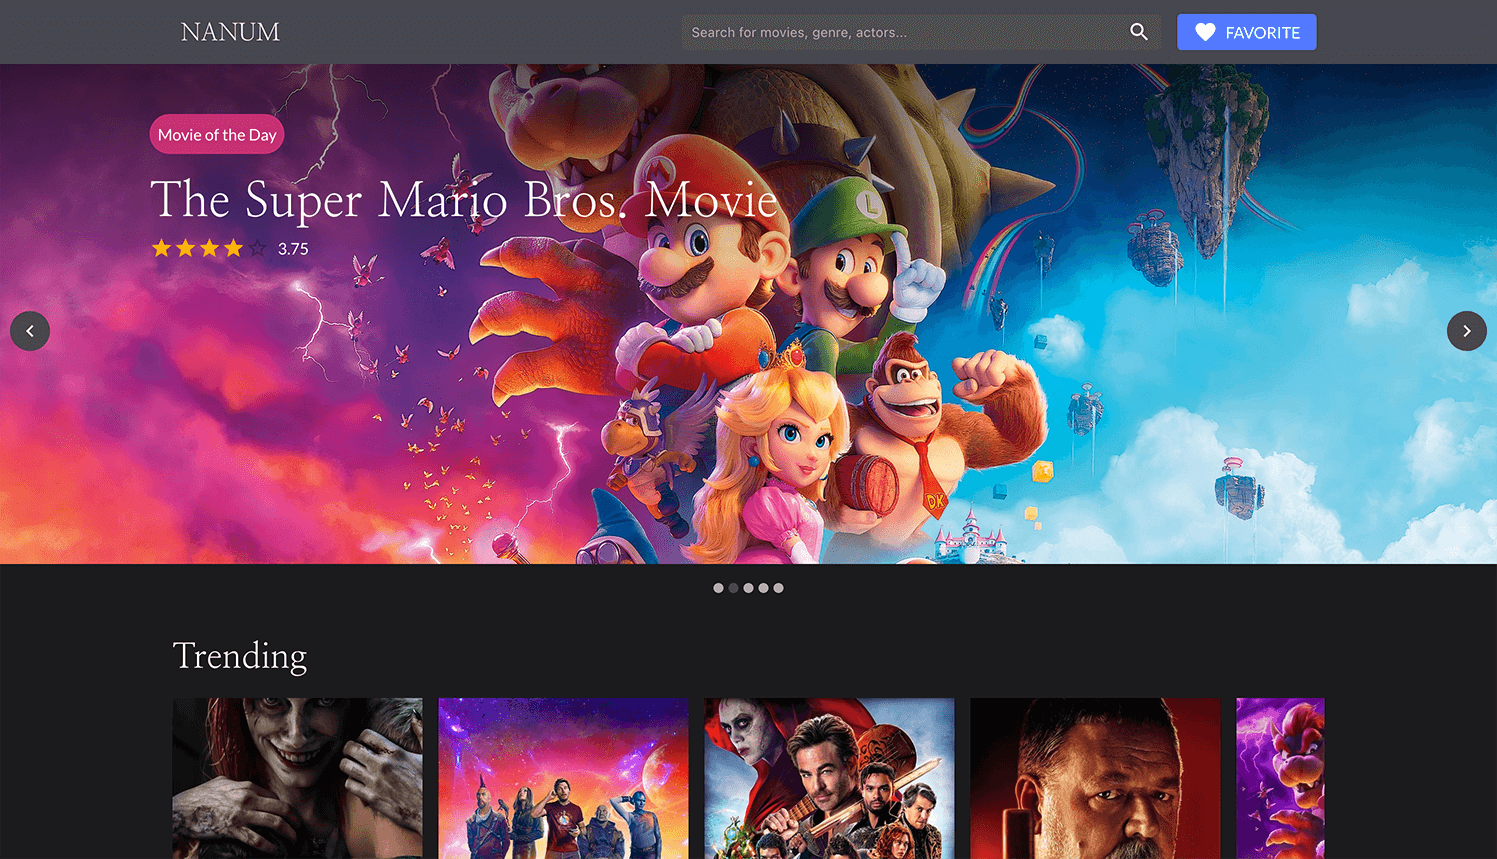 NANUM
Search for movies, genre, actors...
FAVORITE
Movie of the Day
The Super Mario Bros. Movie
3.75
M
L
DK
Trending